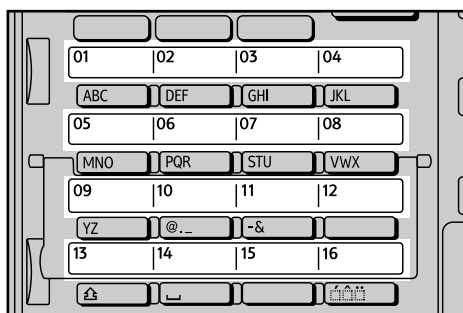 01 |02 |03 |04
ABC DEF GHI JKL
05 |06 |07 |08
MNO PQR STU VWX
09 |10 |11 |12
YZ @._ -&
13 |14 |15 |16